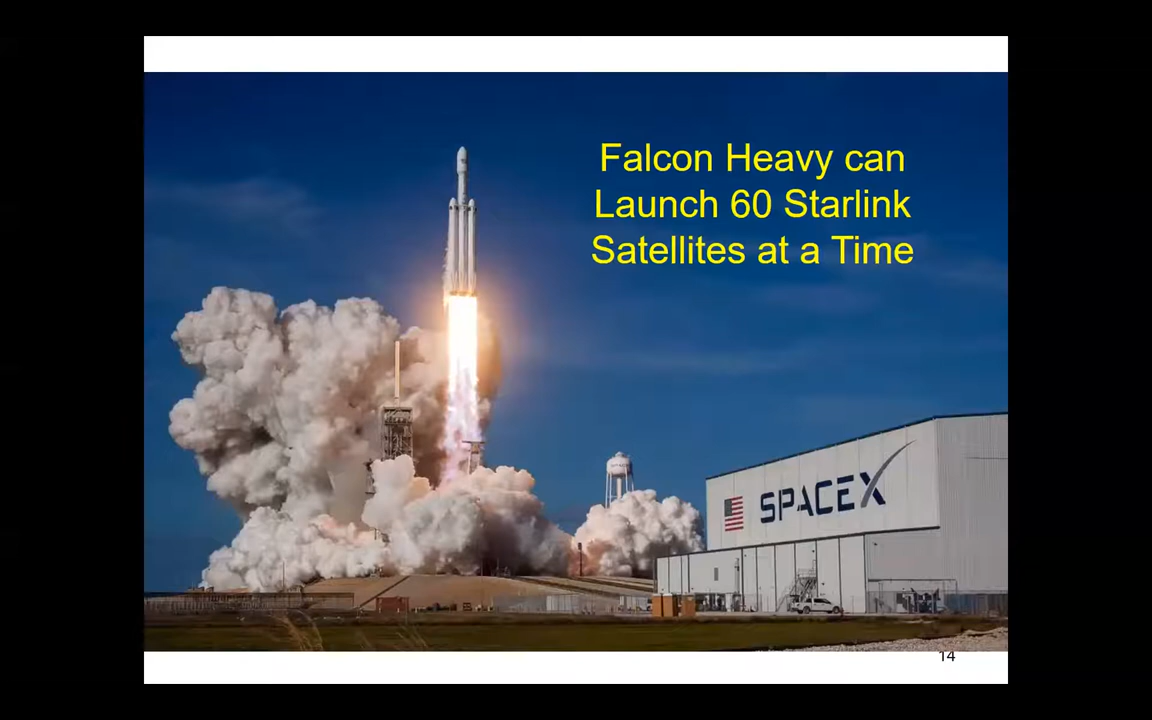 Falcon Heavy can
Launch 60 Starlink
Satellites at a Time
SPACEX
14